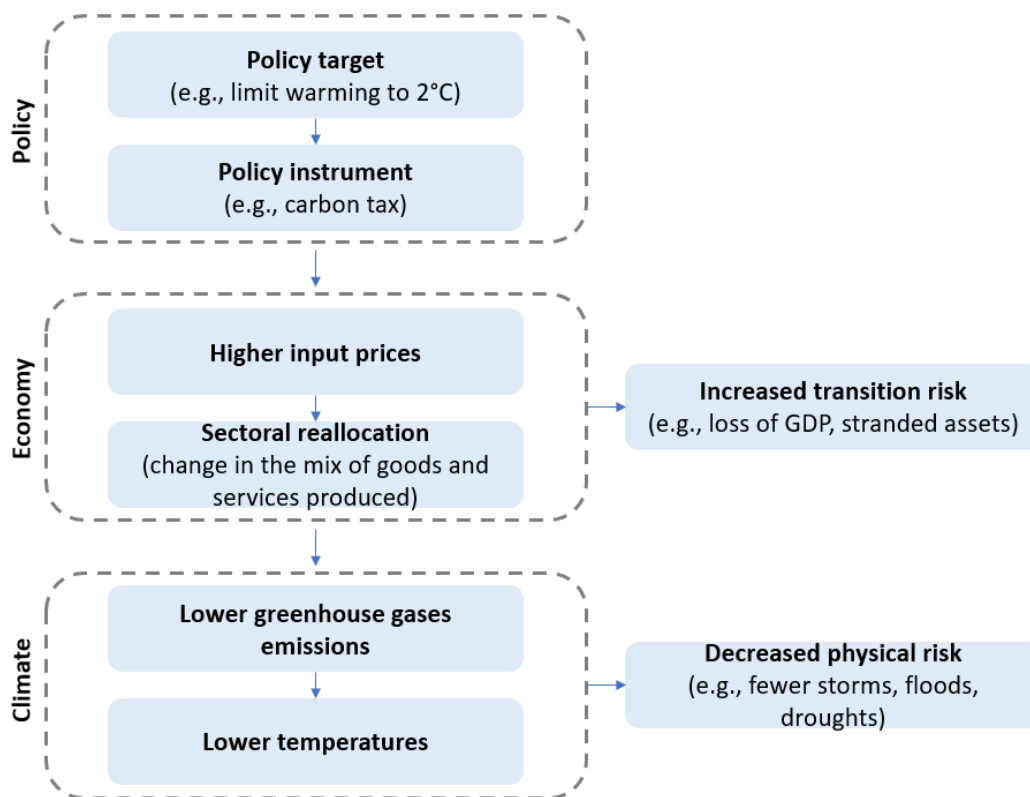 Policy
Policy target
(e.g., limit warming to 2°C)
Policy instrument
(e.g., carbon tax)
Economy
Higher input prices
Sectoral reallocation
(change in the mix of goods and
services produced)
Increased transition risk
(e.g., loss of GDP, stranded assets)
Climate
Lower greenhouse gases
emissions
Lower temperatures
Decreased physical risk
(e.g., fewer storms, floods,
droughts)